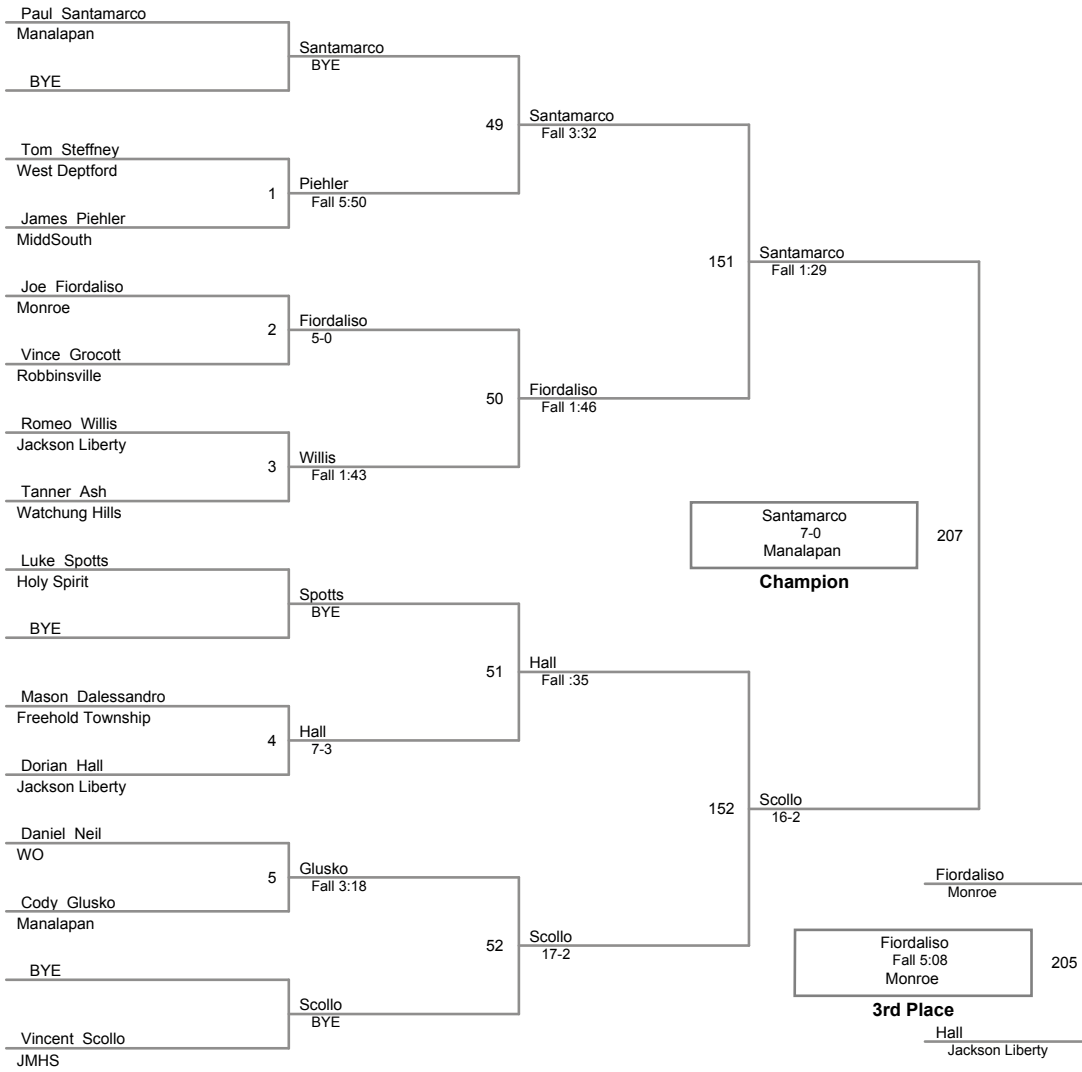 Paul Santamarco
Manalapan
Santamarco
BYE
BYE
49
Santamarco
Fall 3:32
Tom Steffney
West Deptford
1
Piehler
Fall 5:50
James Piehler
MiddSouth
151
Santamarco
Fall 1:29
Joe Fiordaliso
Monroe
2
Fiordaliso
5-0
Vince Grocott
Robbinsville
50
Fiordaliso
Fall 1:46
Romeo Willis
Jackson Liberty
3
Willis
Fall 1:43
Tanner Ash
Watchung Hills
Santamarco
7-0
Manalapan
207
Champion
Luke Spotts
Holy Spirit
Spotts
BYE
BYE
51
Hall
Fall :35
Mason Dalessandro
Freehold Township
4
Hall
7-3
Dorian Hall
Jackson Liberty
152
Scollo
16-2
Daniel Neil
WO
5
Glusko
Fall 3:18
Cody Glusko
Manalapan
52
Scollo
17-2
BYE
Scollo
BYE
Vincent Scollo
JMHS
Fiordaliso
Monroe
Fiordaliso
Fall 5:08
Monroe
205
3rd Place
Hall
Jackson Liberty